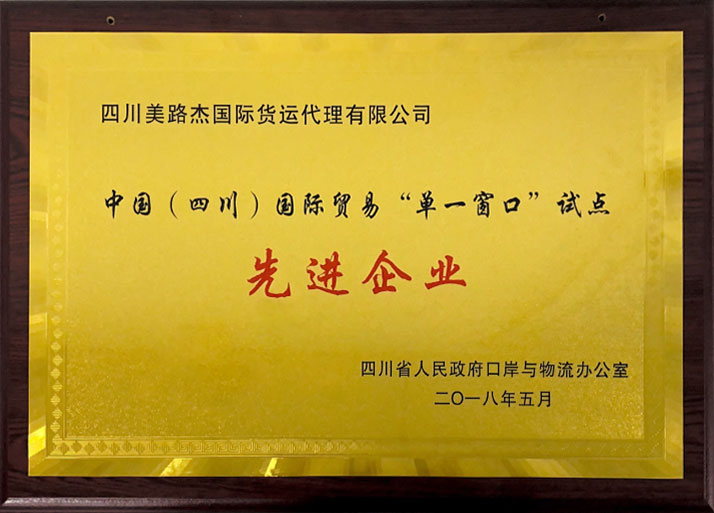 四川美路杰国际货运代理有限公司
中国（四川）国际贸易“单一窗口”试点
先进企业
四川省人民政府口岸与物流办公室
二〇一八年五月